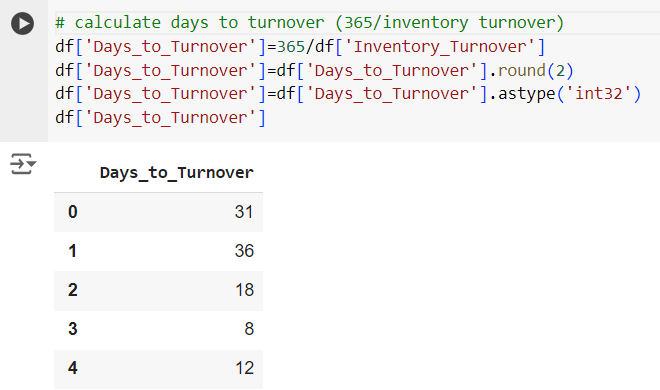 # calculate days to turnover (365/inventory turnover)
df['Days_to_Turnover']=365/df['Inventory_Turnover']
df['Days_to_Turnover']=df['Days_to_Turnover'].round(2)
df['Days_to_Turnover']=df['Days_to_Turnover'].astype('int32')
df['Days_to_Turnover']
Days_to_Turnover
0 31
1 36
2 18
3 8
4 12